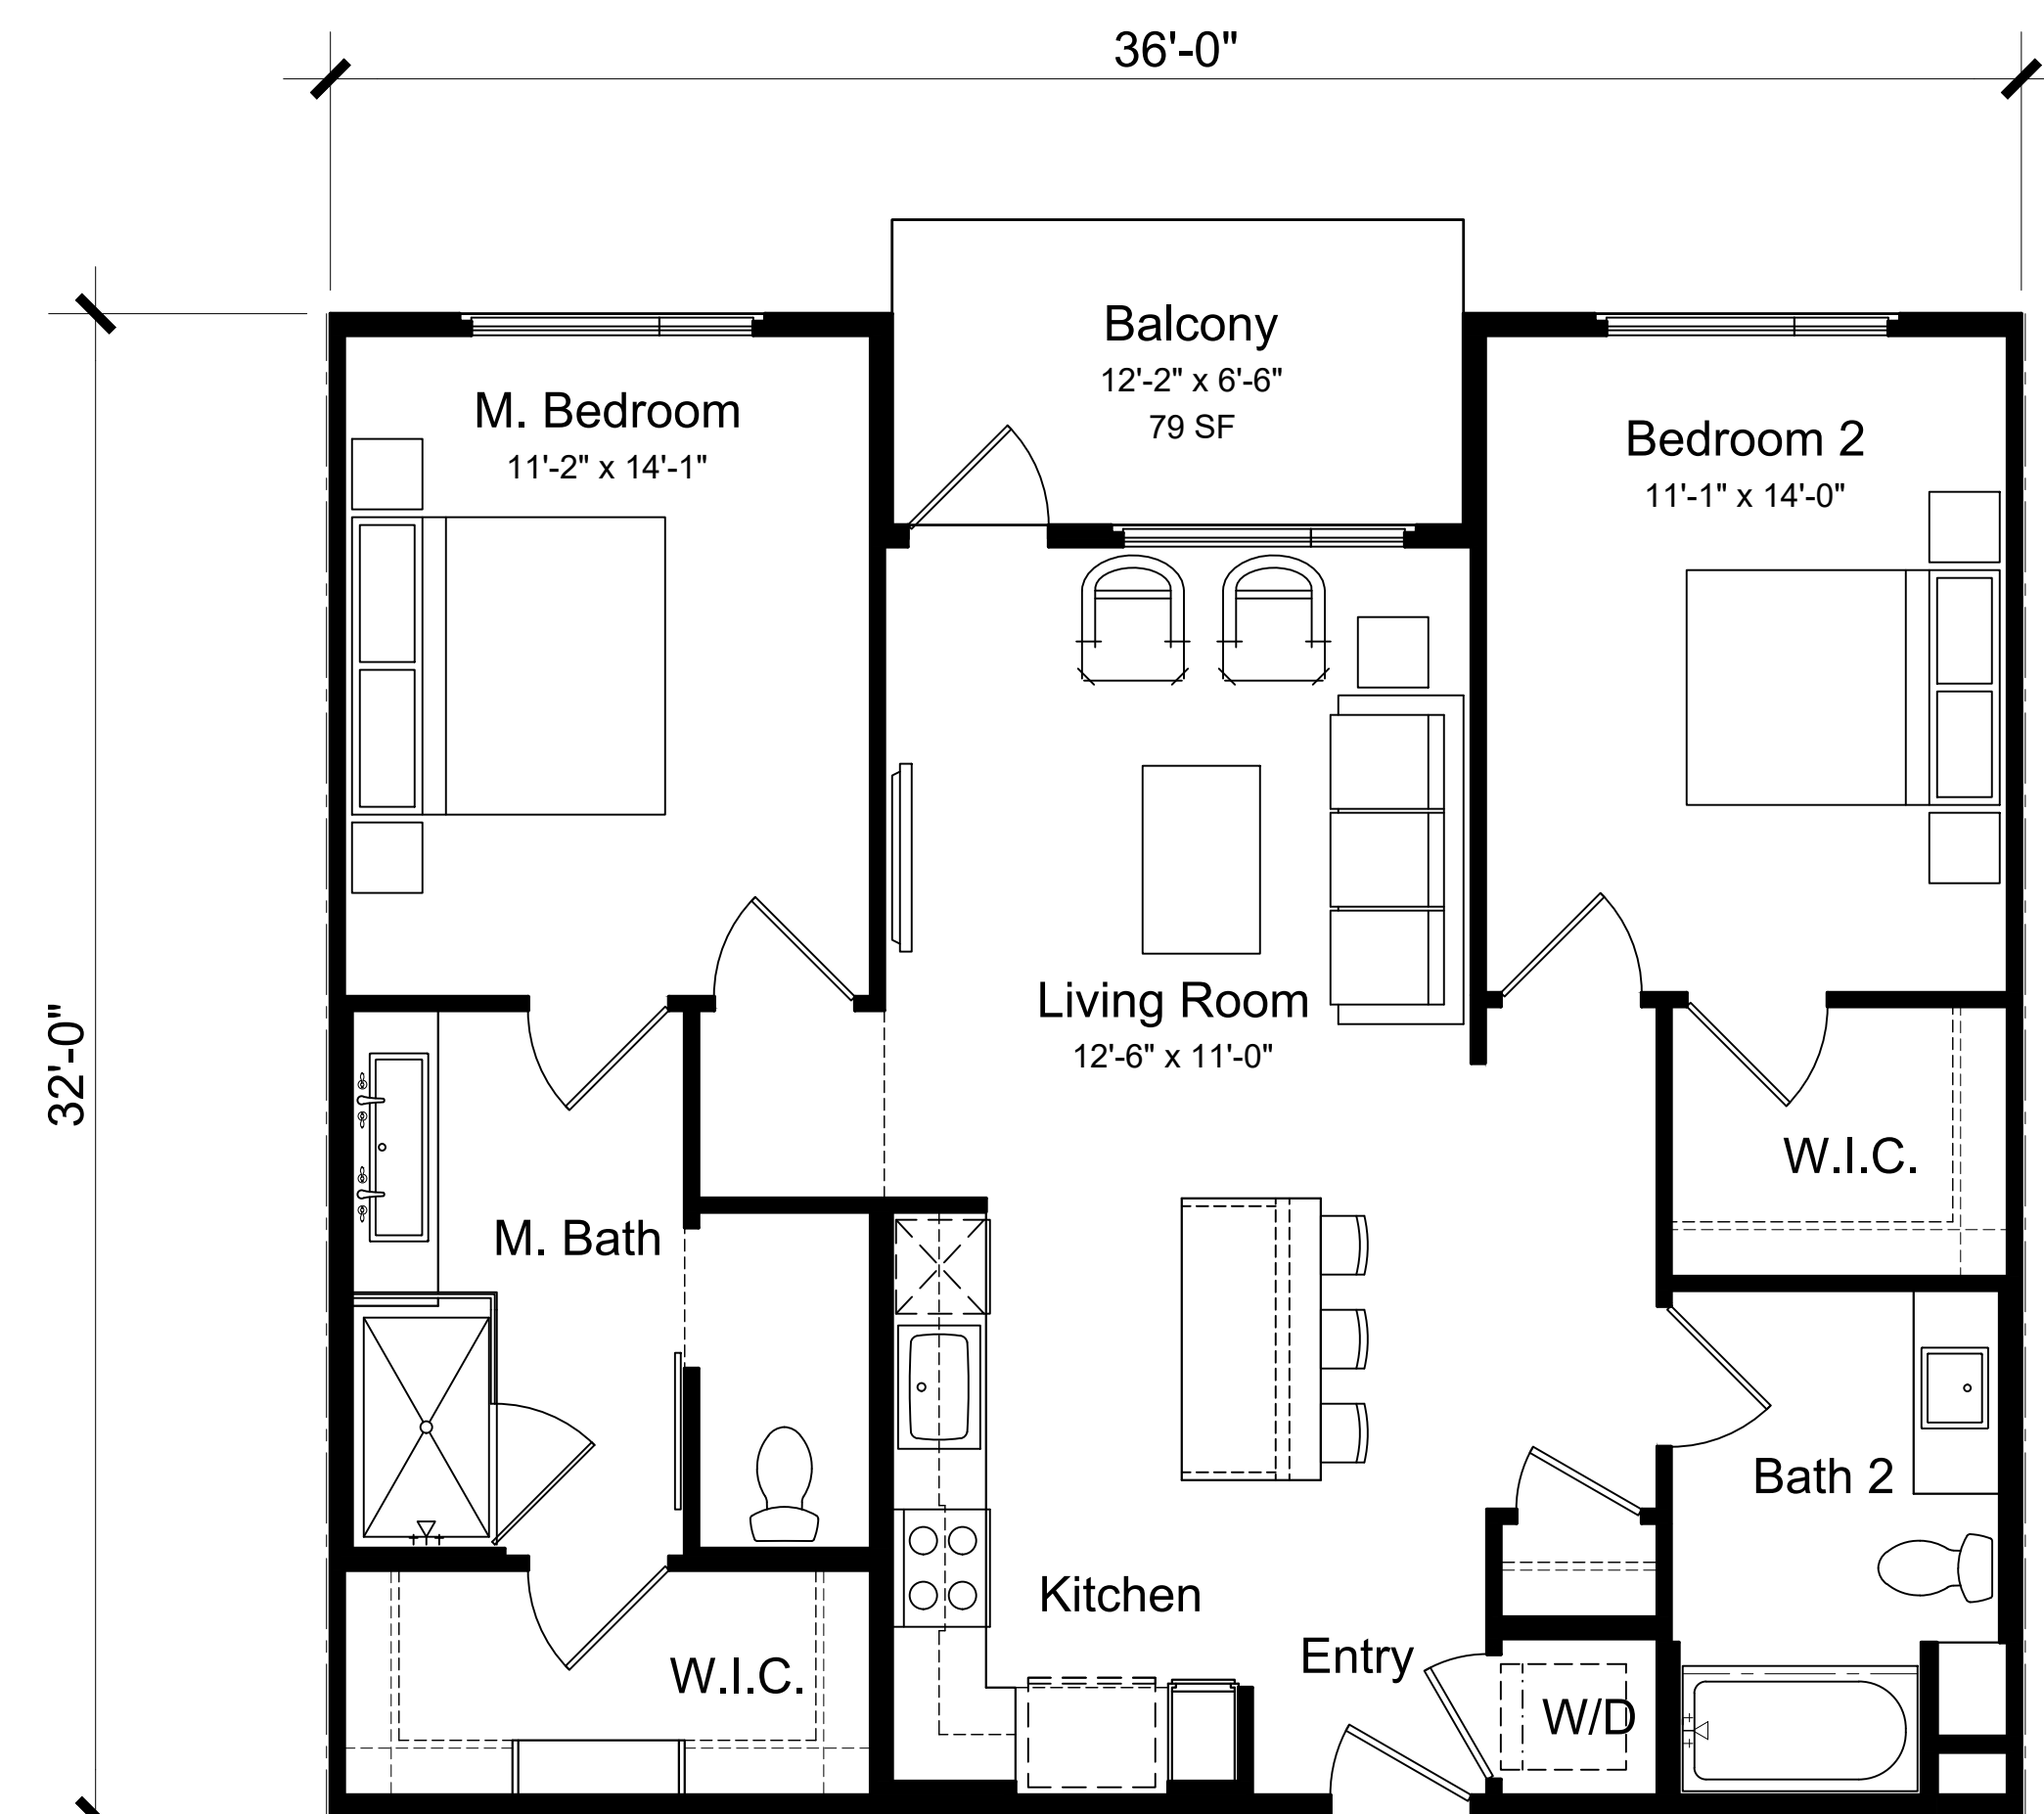 36'-0"
Balcony
12'-2" x 6'-6"
79 SF
M. Bedroom
11'-2" x 14'-1"
Bedroom 2
11'-1" x 14'-0"
32'-0"
Living Room
12'-6" x 11'-0"
W.I.C.
M. Bath
Bath 2
Kitchen
Entry
W.I.C.
W/D